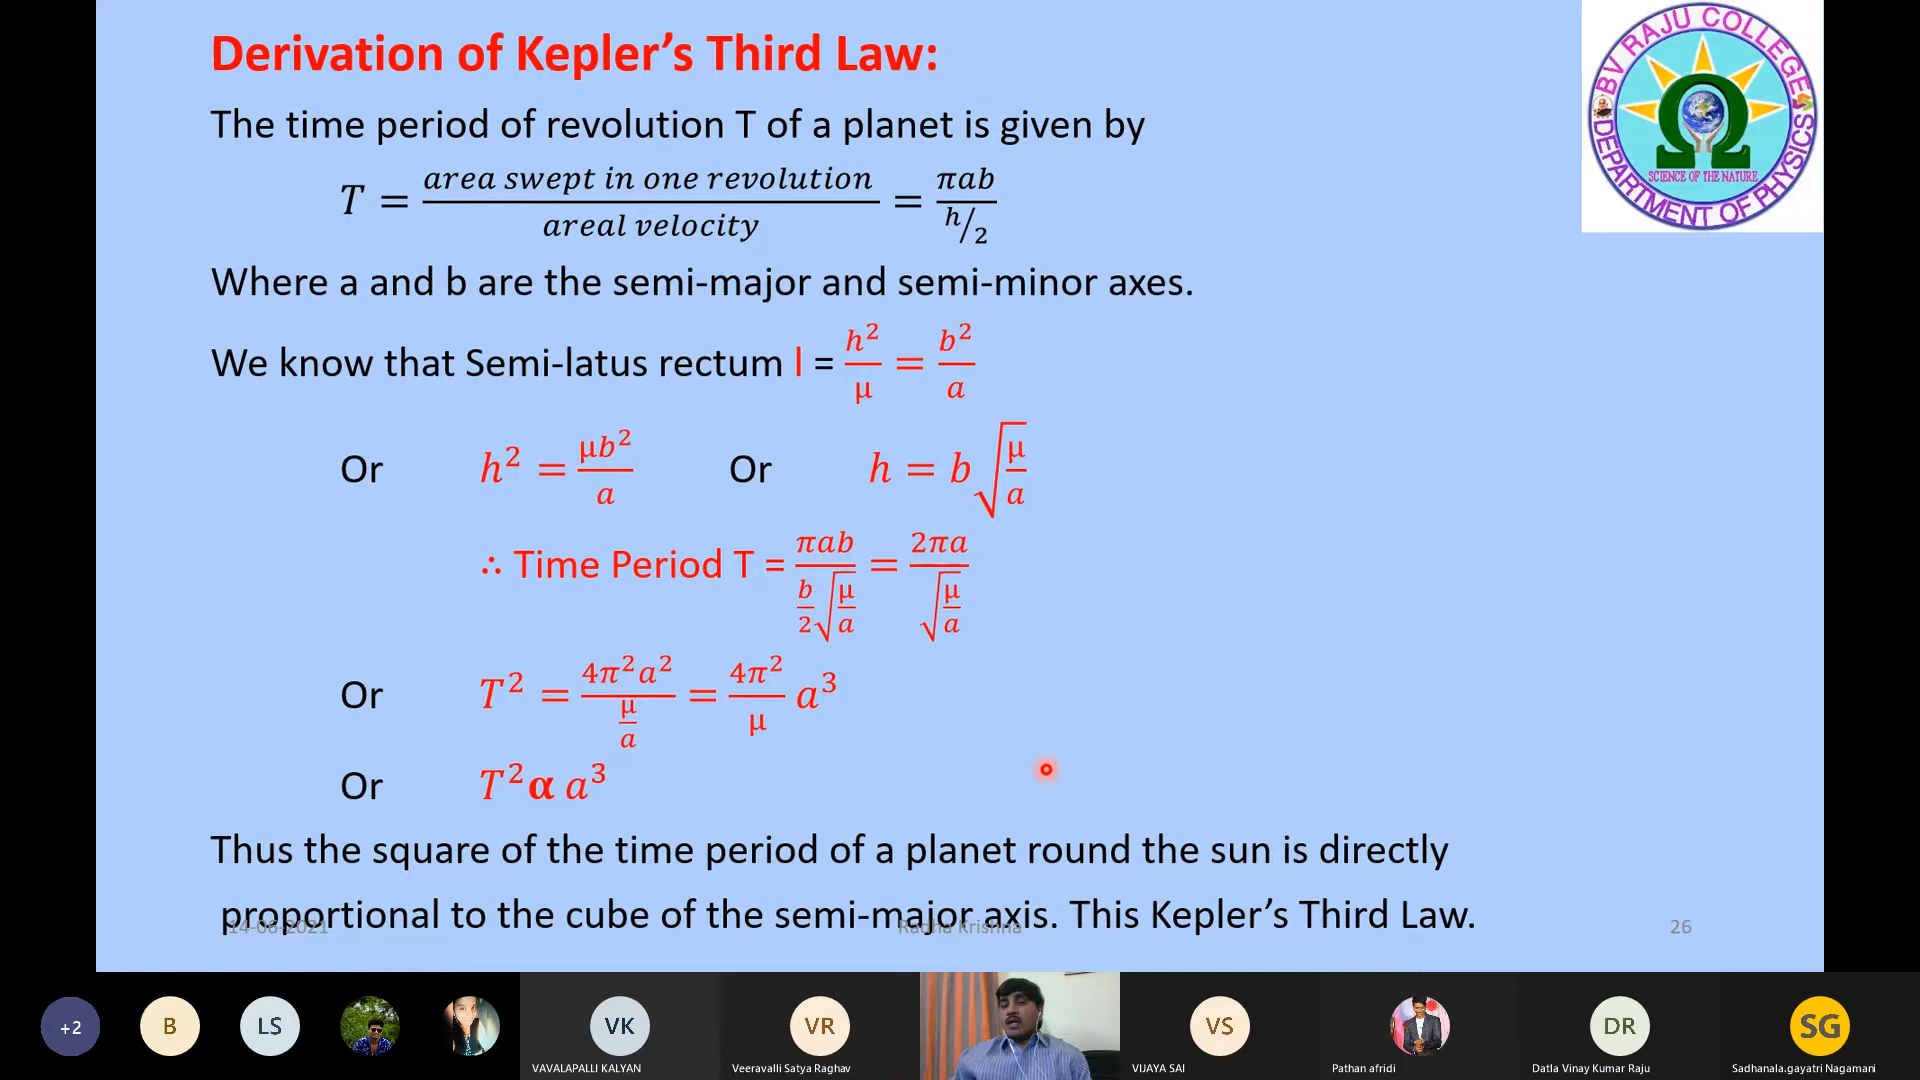 Derivation of Kepler’s Third Law:
The time period of revolution T of a planet is given by
T = area swept in one revolution / areal velocity = πab / h/2
Where a and b are the semi-major and semi-minor axes.
We know that Semi-latus rectum l = h²/μ = b²/a
Or h² = μb²/a Or h = b√(μ/a)
∴ Time Period T = πab / (b/2 √(μ/a)) = 2πa / √(μ/a)
Or T² = 4π²a² / (μ/a) = 4π²/μ a³
Or T² α a³
Thus the square of the time period of a planet round the sun is directly
proportional to the cube of the semi-major axis. This Kepler’s Third Law.
14-06-2021 Radha Krishna 26
BV RAJU COLLEGE
SCIENCE OF THE NATURE
DEPARTMENT OF PHYSICS
+2 B LS VK VR VS DR SG
VAVALAPALLI KALYAN Veeravalli Satya Raghav VIJAYA SAI Pathan afridi Datla Vinay Kumar Raju Sadhanala.gayatri Nagamani